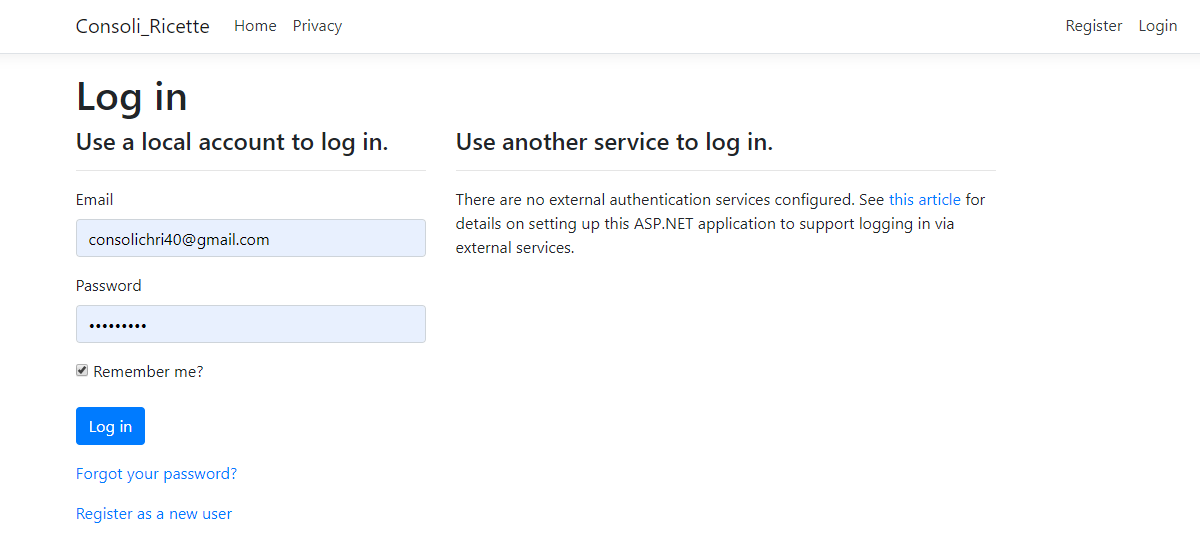 Consoli_Ricette Home Privacy Register Login
Log in
Use a local account to log in.
Email
consolichri40@gmail.com
Password
•••••••••
Remember me?
Log in
Forgot your password?
Register as a new user
Use another service to log in.
There are no external authentication services configured. See this article for
details on setting up this ASP.NET application to support logging in via
external services.